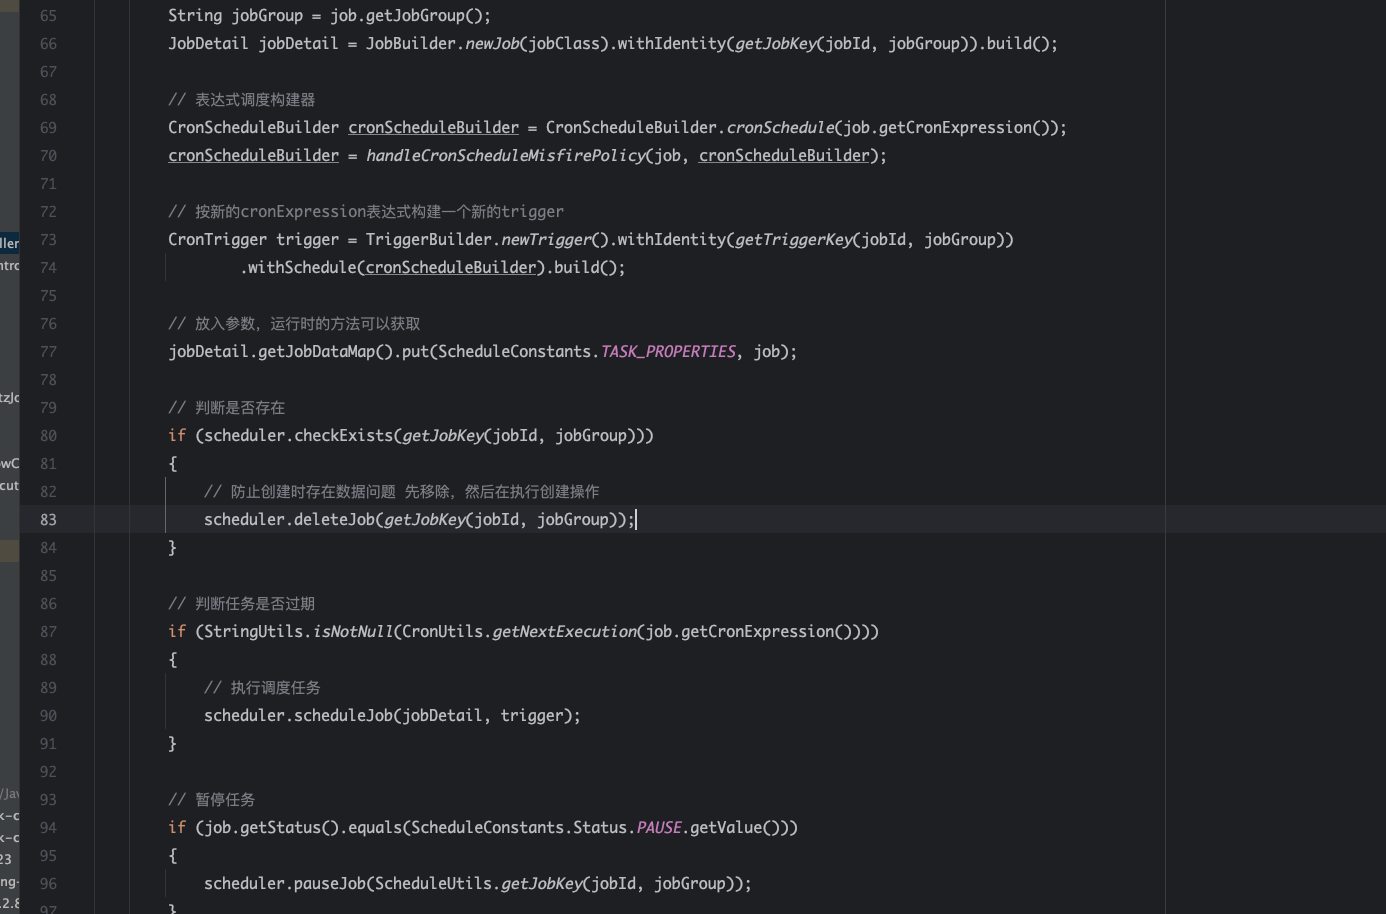 65 String jobGroup = job.getJobGroup();
66 JobDetail jobDetail = JobBuilder.newJob(jobClass).withIdentity(getJobKey(jobId, jobGroup)).build();
67
68 // 表达式调度构建器
69 CronScheduleBuilder cronScheduleBuilder = CronScheduleBuilder.cronSchedule(job.getCronExpression());
70 cronScheduleBuilder = handleCronScheduleMisfirePolicy(job, cronScheduleBuilder);
71
72 // 按新的cronExpression表达式构建一个新的trigger
73 CronTrigger trigger = TriggerBuilder.newTrigger().withIdentity(getTriggerKey(jobId, jobGroup))
74 .withSchedule(cronScheduleBuilder).build();
75
76 // 放入参数，运行时的方法可以获取
77 jobDetail.getJobDataMap().put(ScheduleConstants.TASK_PROPERTIES, job);
78
79 // 判断是否存在
80 if (scheduler.checkExists(getJobKey(jobId, jobGroup)))
81 {
82 // 防止创建时存在数据问题 先移除，然后在执行创建操作
83 scheduler.deleteJob(getJobKey(jobId, jobGroup));
84 }
85
86 // 判断任务是否过期
87 if (StringUtils.isNotNull(CronUtils.getNextExecution(job.getCronExpression())))
88 {
89 // 执行调度任务
90 scheduler.scheduleJob(jobDetail, trigger);
91 }
92
93 // 暂停任务
94 if (job.getStatus().equals(ScheduleConstants.Status.PAUSE.getValue()))
95 {
96 scheduler.pauseJob(ScheduleUtils.getJobKey(jobId, jobGroup));
97 }
ller
ntro
tzJo
owC
cut
/Jav
k-c
k-c
23
ng-
.2.8